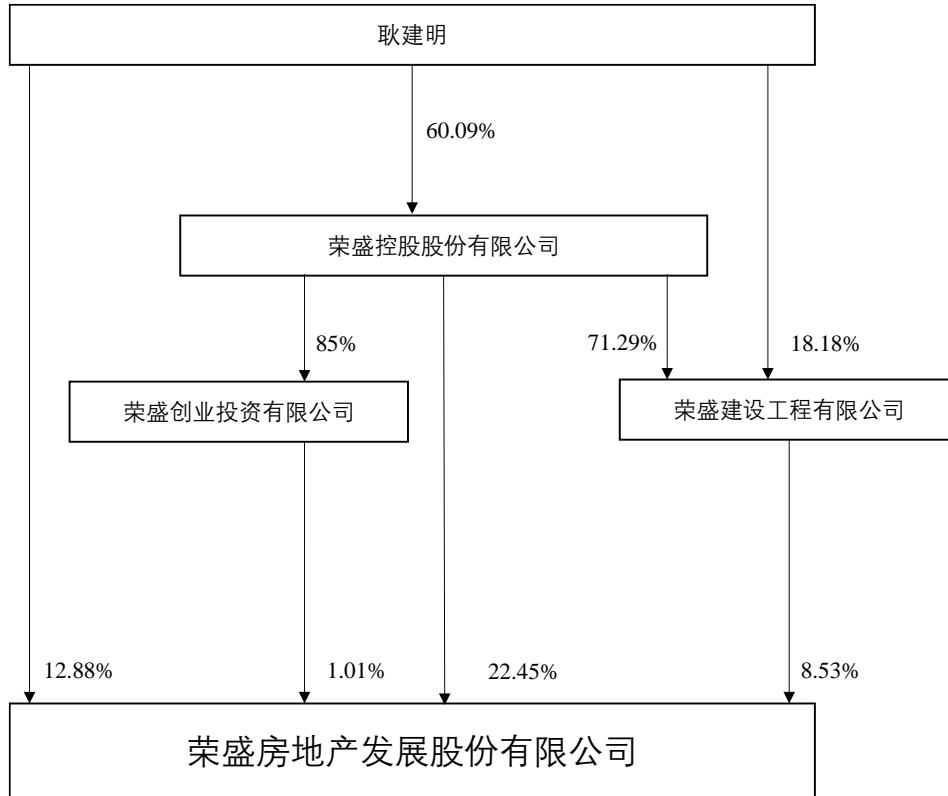 耿建明
60.09%
荣盛控股股份有限公司
85%
71.29%
18.18%
荣盛创业投资有限公司
荣盛建设工程有限公司
12.88%
1.01%
22.45%
8.53%
荣盛房地产发展股份有限公司